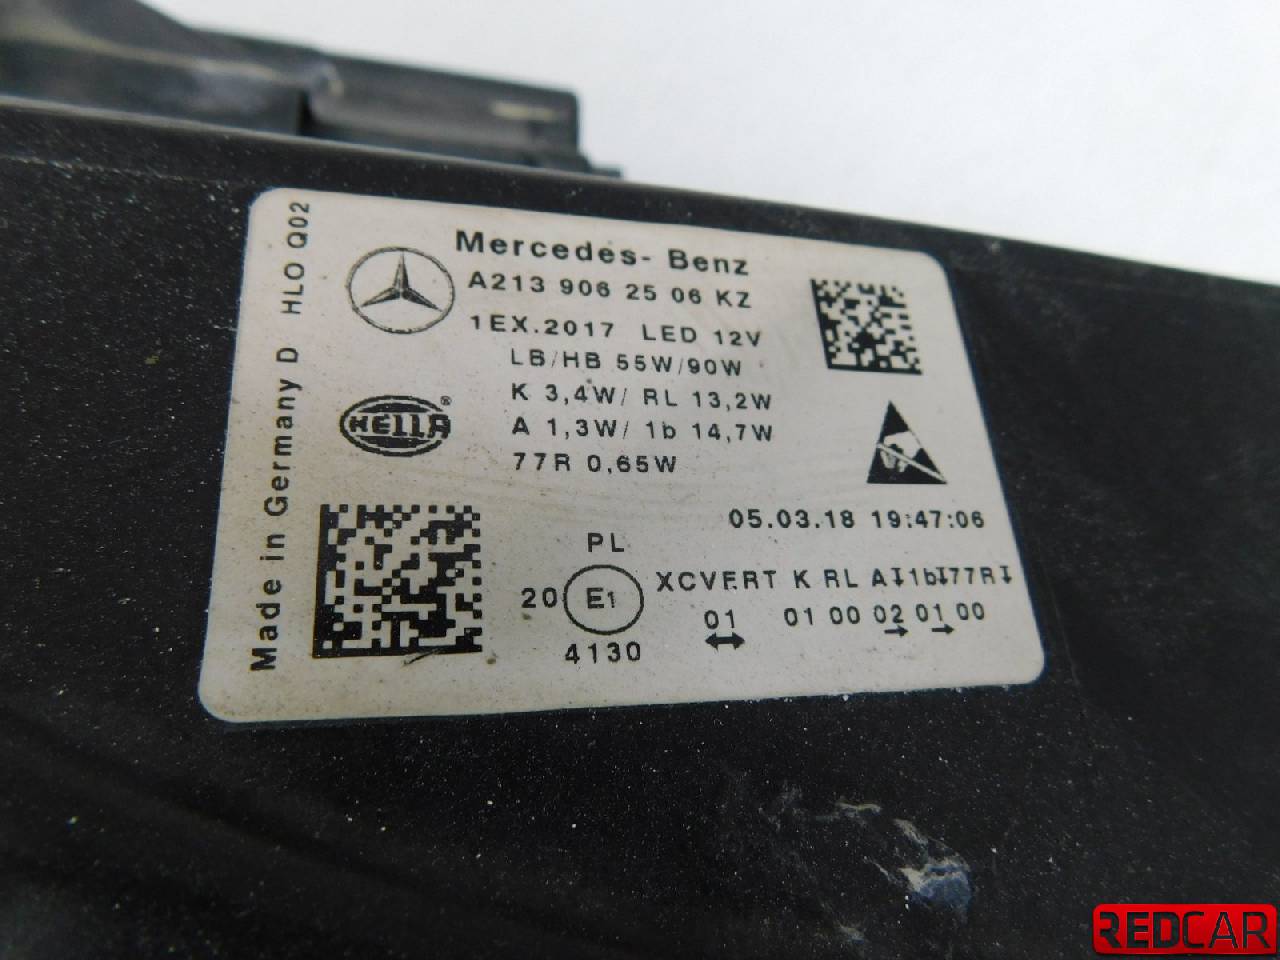 Made in Germany D HLO Q02
Mercedes- Benz
A213 906 25 06 KZ
1EX.2017 LED 12V
LB/HB 55W/90W
K 3,4W/ RL 13,2W
HELLA®
A 1,3W/ 1b 14,7W
77R 0,65W
05.03.18 19:47:06
PL
XCVERT K RL A↧1b↧77R↧
20 E1
01 01 00 02 01 00
↔ → →
4130
REDCAR